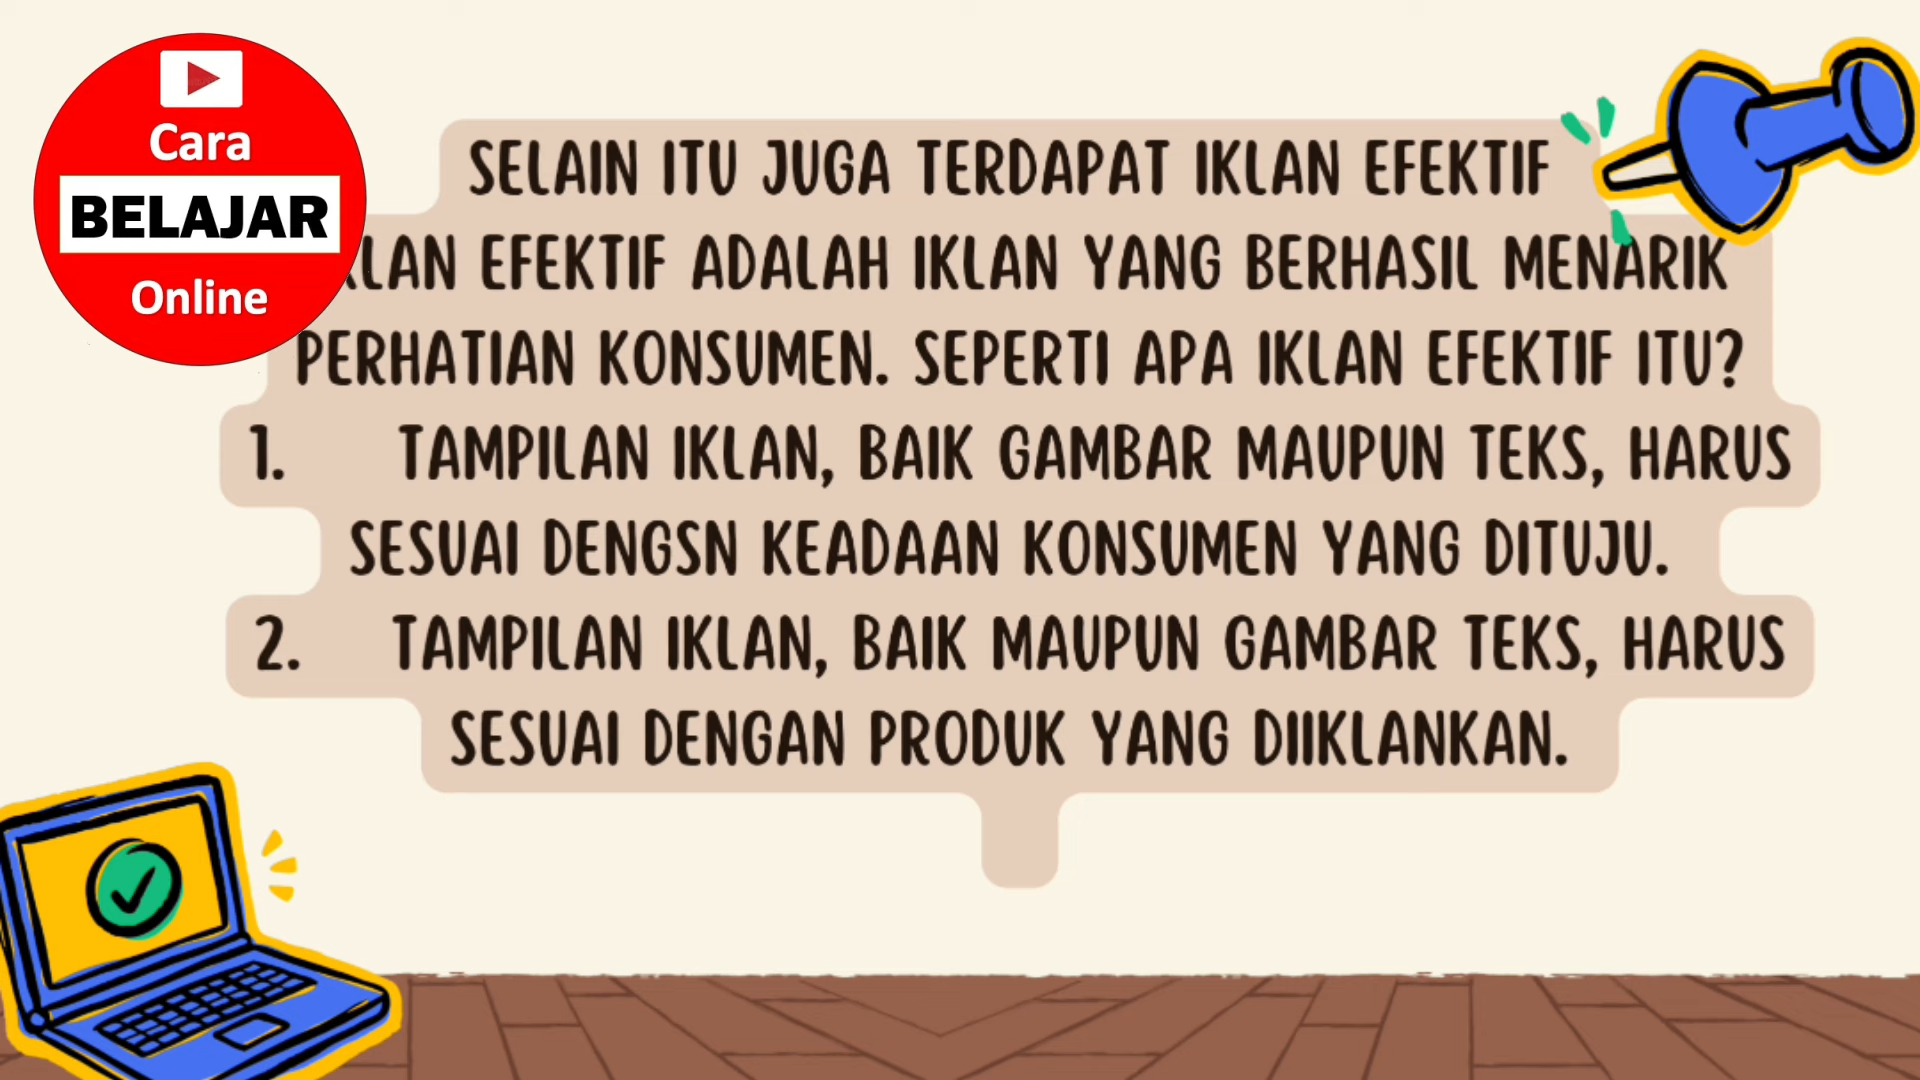 Cara
BELAJAR
Online
SELAIN ITU JUGA TERDAPAT IKLAN EFEKTIF
EFEKTIF ADALAH IKLAN YANG BERHASIL MENARIK
PERHATIAN KONSUMEN. SEPERTI APA IKLAN EFEKTIF ITU?
1. TAMPILAN IKLAN, BAIK GAMBAR MAUPUN TEKS, HARUS
SESUAI DENGSN KEADAAN KONSUMEN YANG DITUJU.
2. TAMPILAN IKLAN, BAIK MAUPUN GAMBAR TEKS, HARUS
SESUAI DENGAN PRODUK YANG DIIKLANKAN.